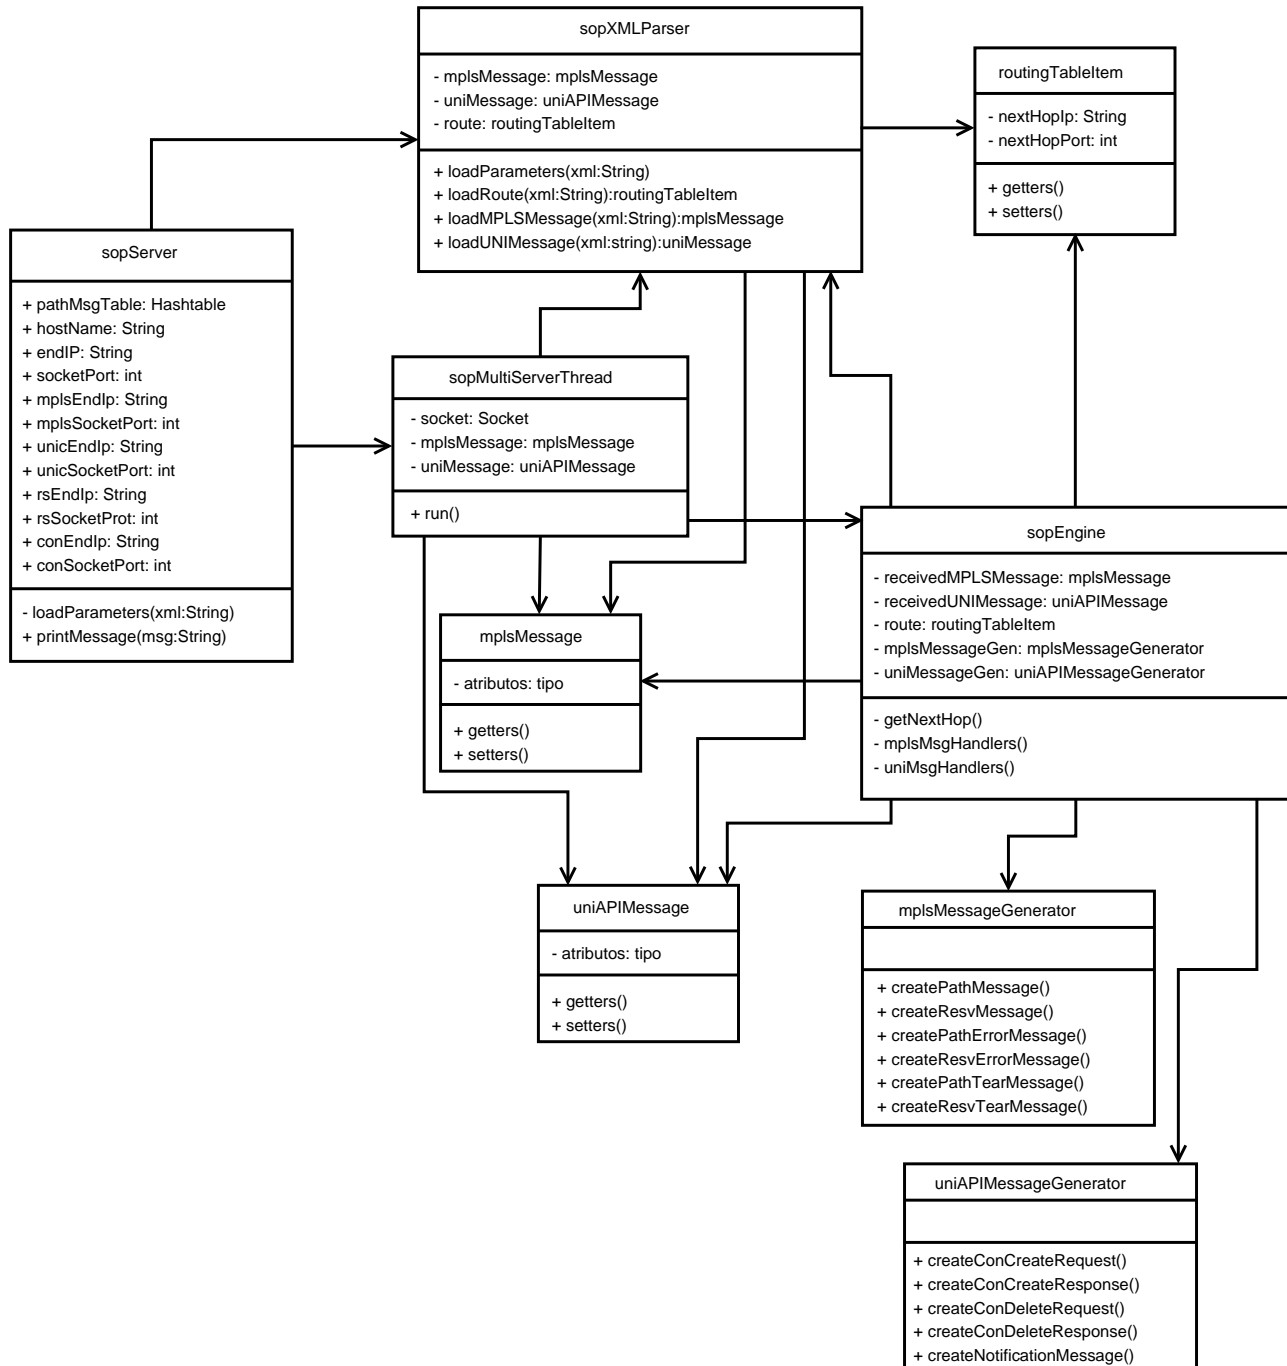 sopXMLParser
- mplsMessage: mplsMessage
- uniMessage: uniAPIMessage
- route: routingTableItem
+ loadParameters(xml:String)
+ loadRoute(xml:String):routingTableItem
+ loadMPLSMessage(xml:String):mplsMessage
+ loadUNIMessage(xml:string):uniMessage
routingTableItem
- nextHopIp: String
- nextHopPort: int
+ getters()
+ setters()
sopServer
+ pathMsgTable: Hashtable
+ hostName: String
+ endIP: String
+ socketPort: int
+ mplsEndIp: String
+ mplsSocketPort: int
+ unicEndIp: String
+ unicSocketPort: int
+ rsEndIp: String
+ rsSocketProt: int
+ conEndIp: String
+ conSocketPort: int
- loadParameters(xml:String)
+ printMessage(msg:String)
sopMultiServerThread
- socket: Socket
- mplsMessage: mplsMessage
- uniMessage: uniAPIMessage
+ run()
sopEngine
- receivedMPLSMessage: mplsMessage
- receivedUNIMessage: uniAPIMessage
- route: routingTableItem
- mplsMessageGen: mplsMessageGenerator
- uniMessageGen: uniAPIMessageGenerator
- getNextHop()
- mplsMsgHandlers()
- uniMsgHandlers()
mplsMessage
- atributos: tipo
+ getters()
+ setters()
uniAPIMessage
- atributos: tipo
+ getters()
+ setters()
mplsMessageGenerator
+ createPathMessage()
+ createResvMessage()
+ createPathErrorMessage()
+ createResvErrorMessage()
+ createPathTearMessage()
+ createResvTearMessage()
uniAPIMessageGenerator
+ createConCreateRequest()
+ createConCreateResponse()
+ createConDeleteRequest()
+ createConDeleteResponse()
+ createNotificationMessage()